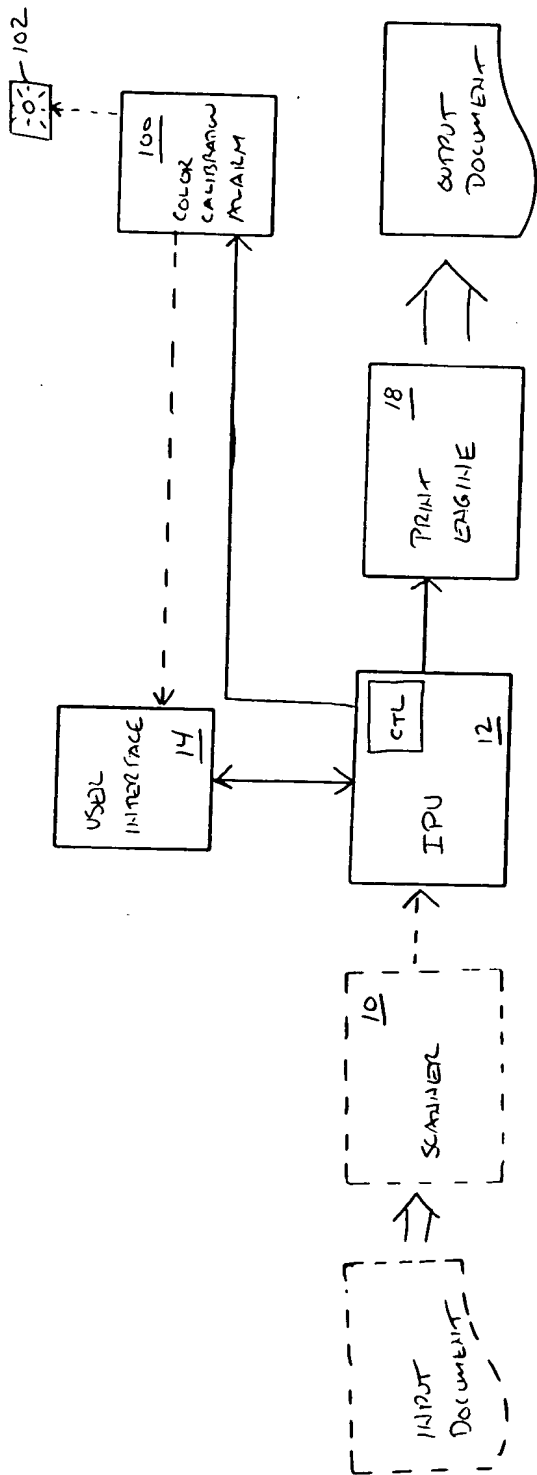 INPUT
DOCUMENT
10
SCANNER
USER
INTERFACE
14
CTL
IPU
12
18
PRINT
ENGINE
102
100
COLOR
CALIBRATION
ALARM
OUTPUT
DOCUMENT